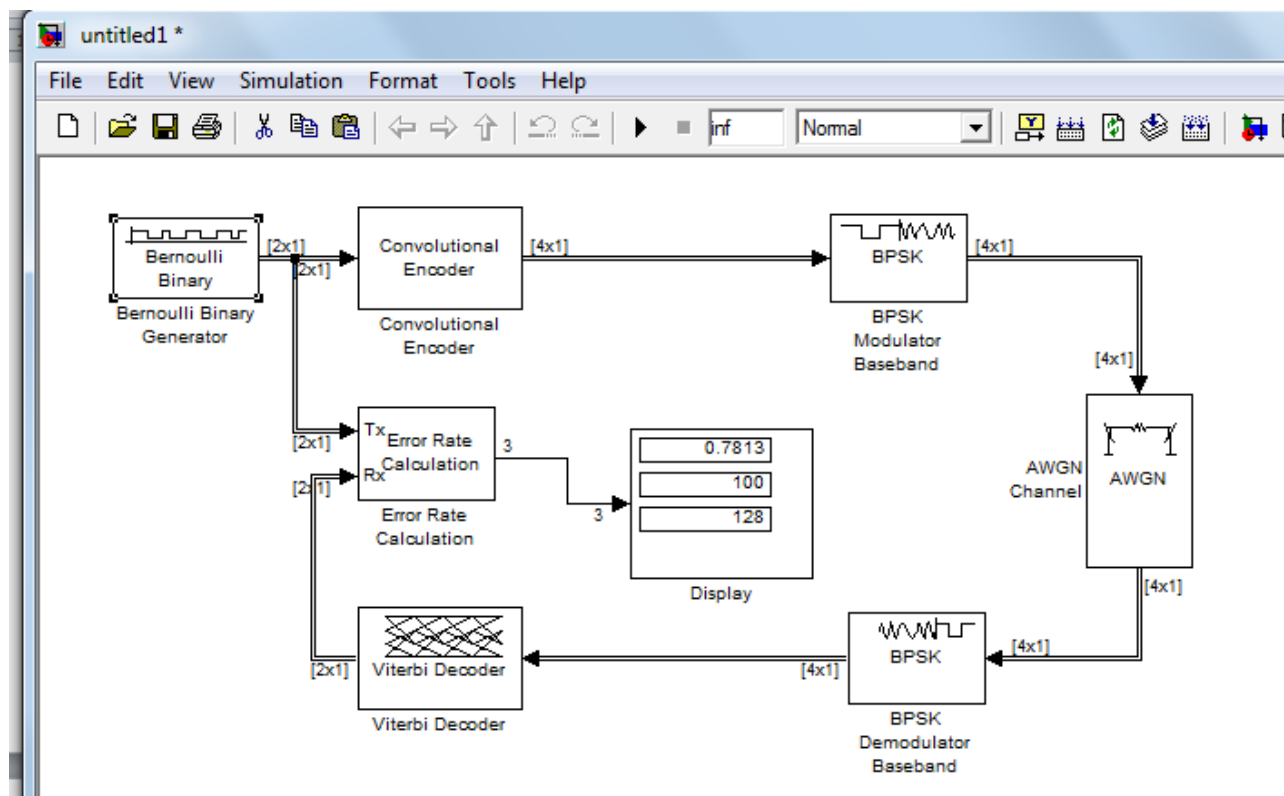 untitled1 *
File Edit View Simulation Format Tools Help
inf Normal
Bernoulli
Binary
Bernoulli Binary
Generator
[2x1]
[2x1]
Convolutional
Encoder
Convolutional
Encoder
[4x1]
BPSK
BPSK
Modulator
Baseband
[4x1]
[4x1]
AWGN
AWGN
Channel
[4x1]
[2x1]
Tx
Error Rate
Calculation
Rx
[2x1]
Error Rate
Calculation
3
3
0.7813
100
128
Display
Viterbi Decoder
Viterbi Decoder
[2x1]
[4x1]
BPSK
BPSK
Demodulator
Baseband
[4x1]